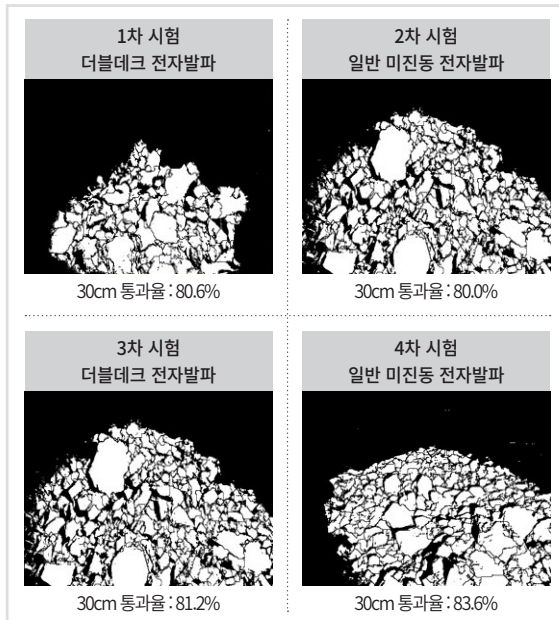 1차 시험
더블데크 전자발파
30cm 통과율 : 80.6%
2차 시험
일반 미진동 전자발파
30cm 통과율 : 80.0%
3차 시험
더블데크 전자발파
30cm 통과율 : 81.2%
4차 시험
일반 미진동 전자발파
30cm 통과율 : 83.6%